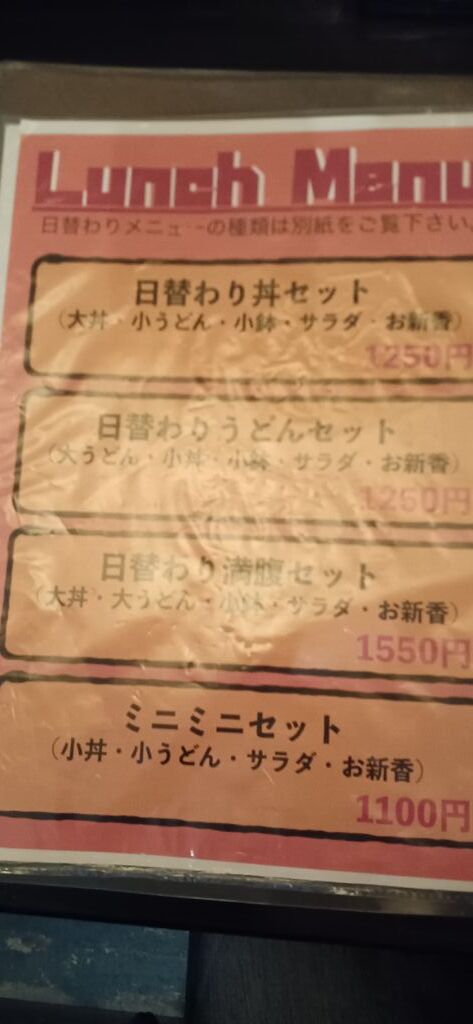 Lunch Menu
日替わりメニューの種類は別紙をご覧下さい。
日替わり丼セット
（大丼・小うどん・小鉢・サラダ・お新香）
1250円
日替わりうどんセット
（大うどん・小丼・小鉢・サラダ・お新香）
1250円
日替わり満腹セット
（大丼・大うどん・小鉢・サラダ・お新香）
1550円
ミニミニセット
（小丼・小うどん・サラダ・お新香）
1100円